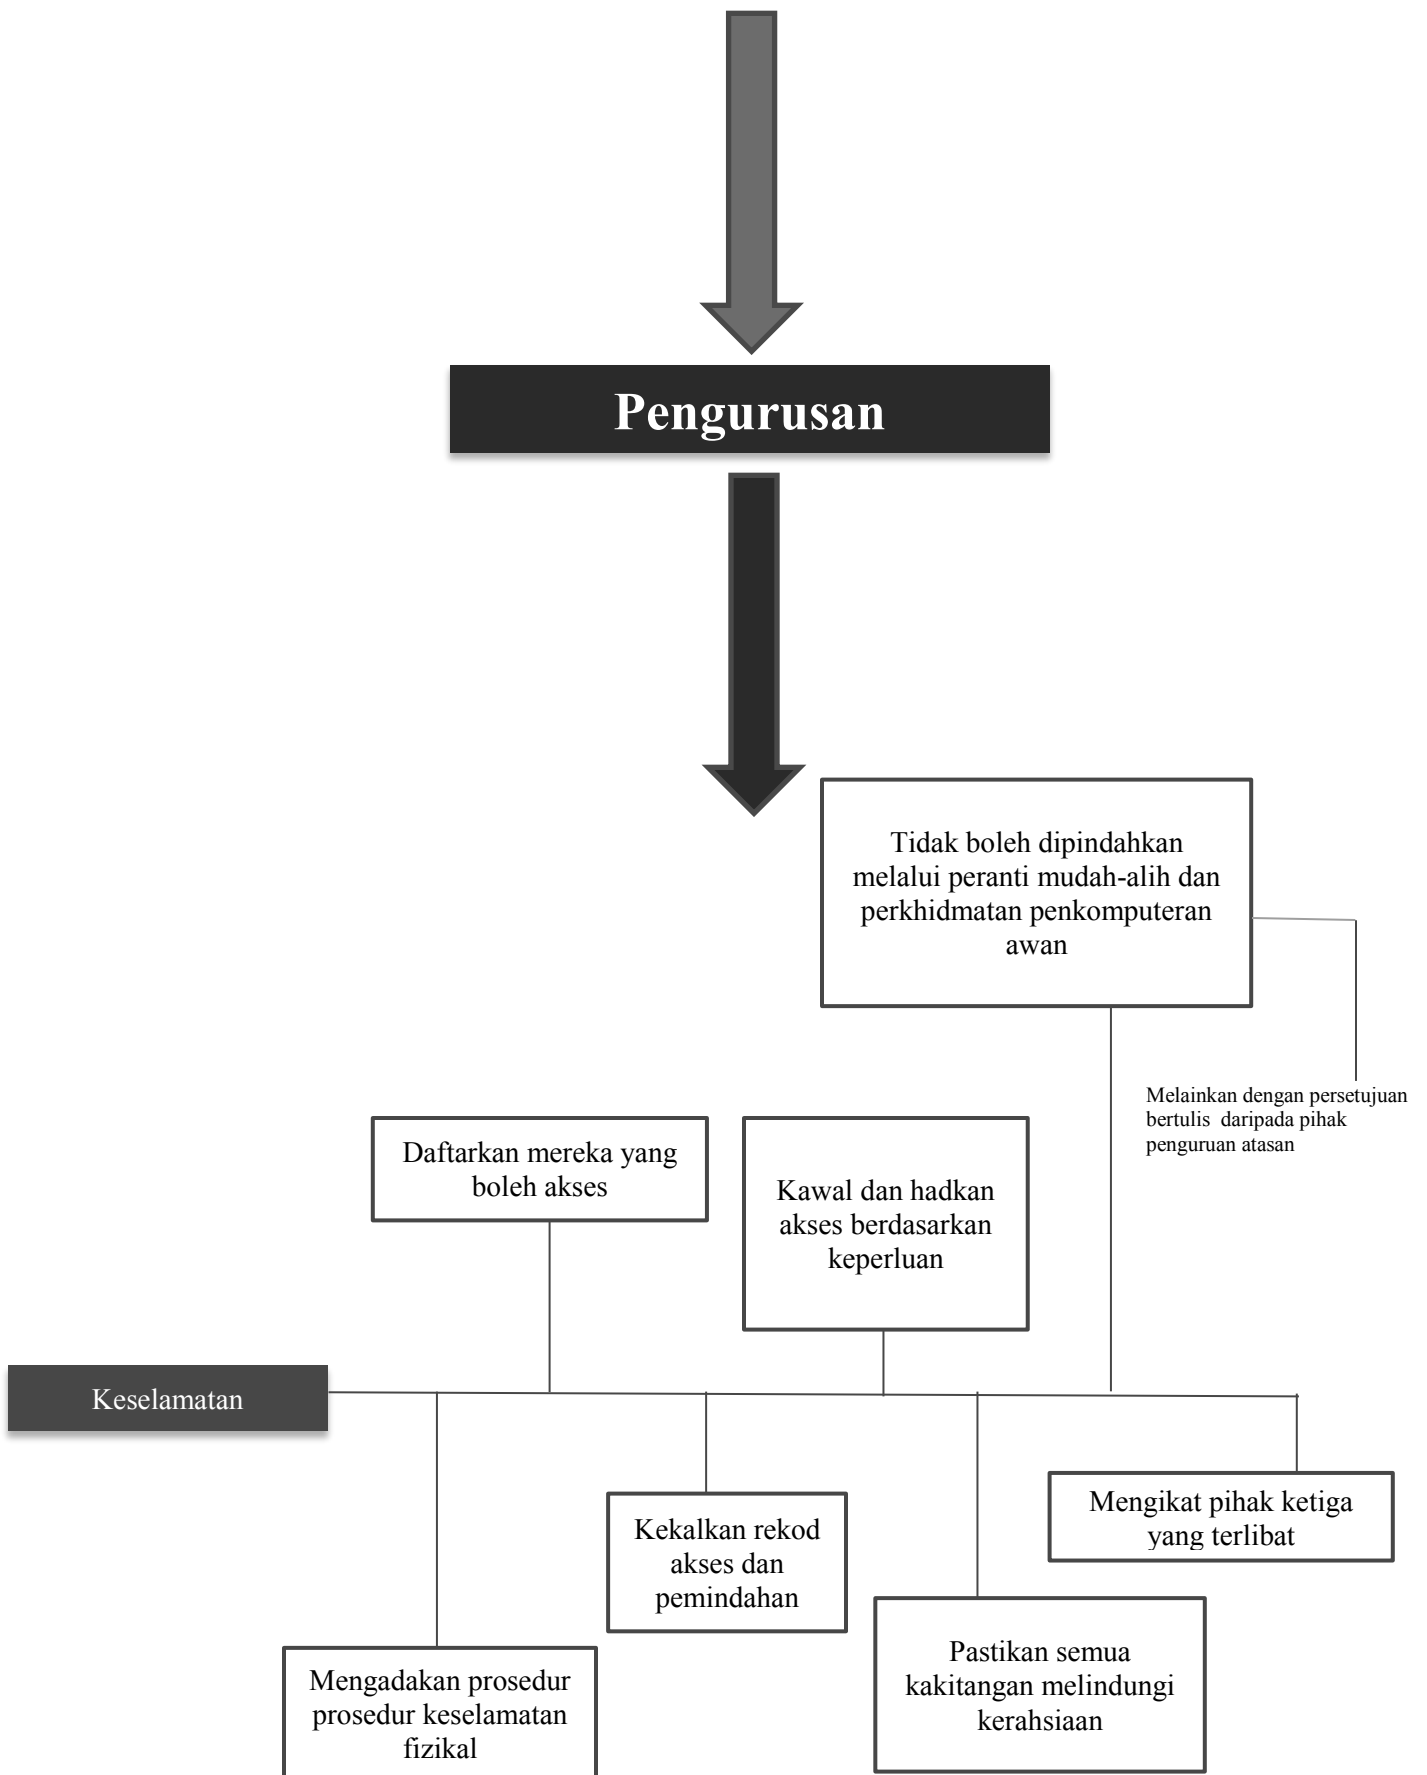 Pengurusan
Tidak boleh dipindahkan
melalui peranti mudah-alih dan
perkhidmatan penkomputeran
awan
Melainkan dengan persetujuan
bertulis daripada pihak
penguruan atasan
Daftarkan mereka yang
boleh akses
Kawal dan hadkan
akses berdasarkan
keperluan
Keselamatan
Mengikat pihak ketiga
yang terlibat
Kekalkan rekod
akses dan
pemindahan
Pastikan semua
kakitangan melindungi
kerahsiaan
Mengadakan prosedur
prosedur keselamatan
fizikal